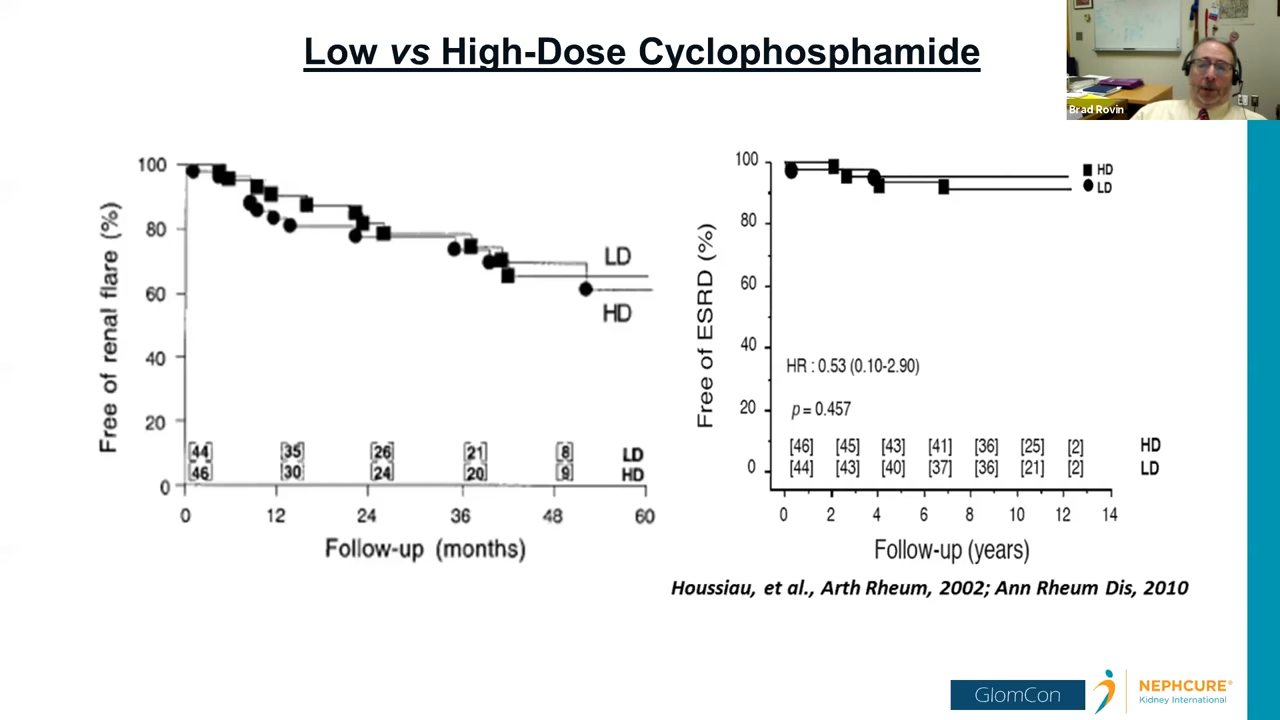 Low vs High-Dose Cyclophosphamide
Brad Rovin
Free of renal flare (%)
100
80
60
40
20
0
LD
HD
[44] [35] [26] [21] [8] LD
[46] [30] [24] [20] [9] HD
0 12 24 36 48 60
Follow-up (months)
Free of ESRD (%)
100
80
60
40
20
0
HD
LD
HR : 0.53 (0.10-2.90)
p = 0.457
[46] [45] [43] [41] [36] [25] [2] HD
[44] [43] [40] [37] [36] [21] [2] LD
0 2 4 6 8 10 12 14
Follow-up (years)
Houssiau, et al., Arth Rheum, 2002; Ann Rheum Dis, 2010
GlomCon
NEPHCURE®
Kidney International